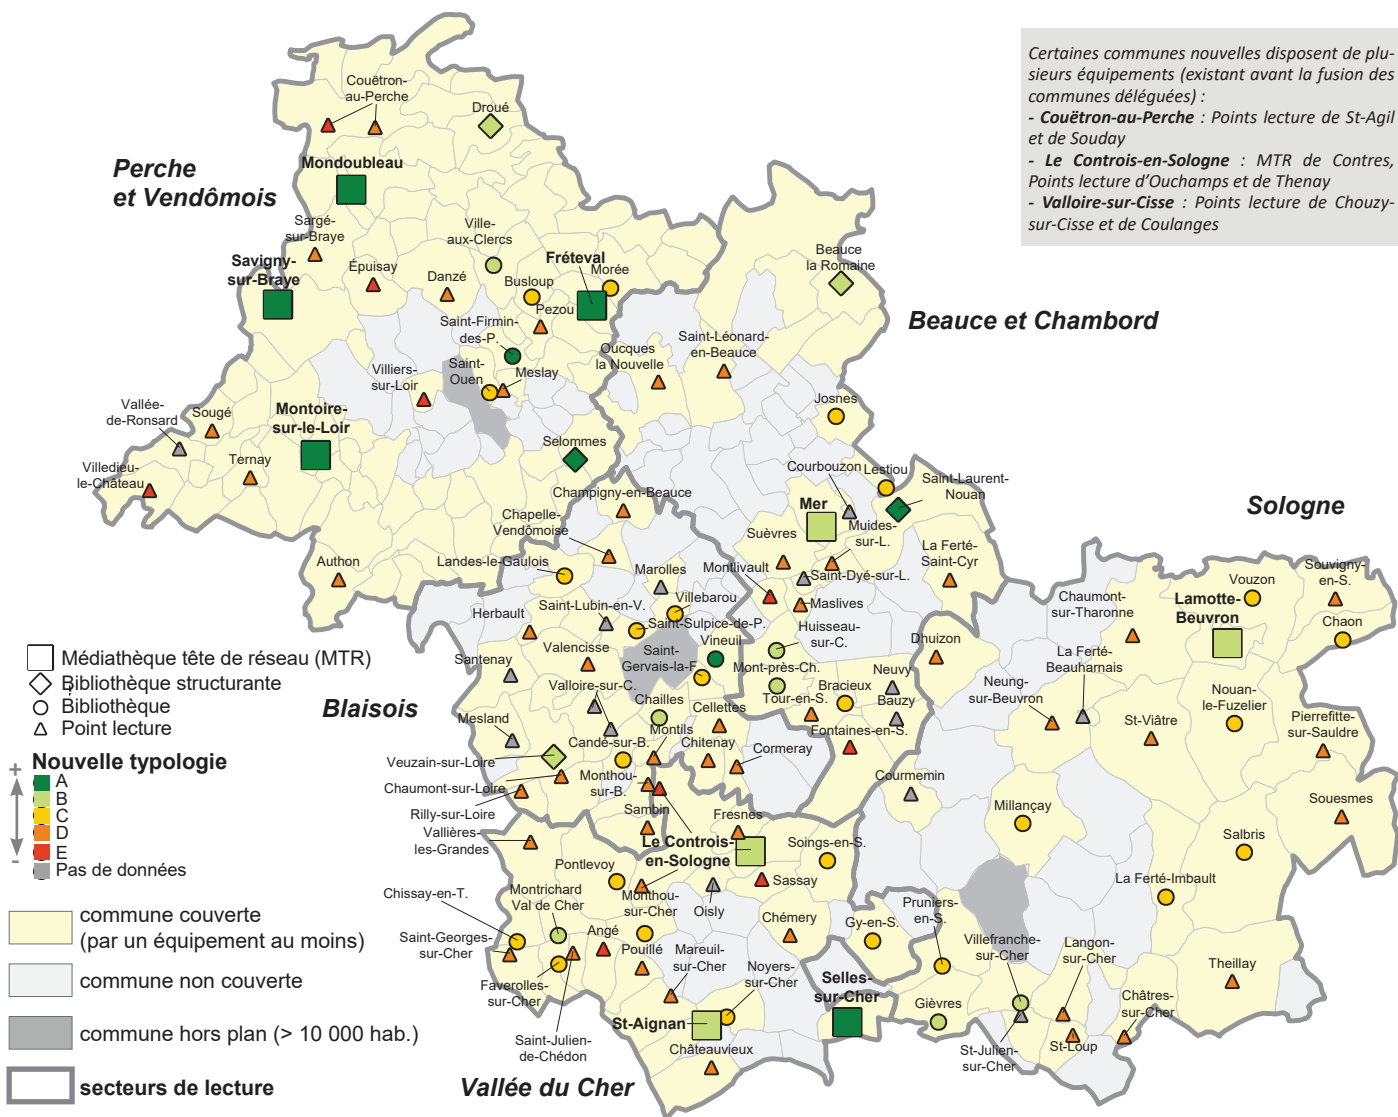 Certaines communes nouvelles disposent de plu-
sieurs équipements (existant avant la fusion des
communes déléguées) :
- Couëtron-au-Perche : Points lecture de St-Agil
et de Souday
- Le Controis-en-Sologne : MTR de Contres,
Points lecture d'Ouchamps et de Thenay
- Valloire-sur-Cisse : Points lecture de Chouzy-
sur-Cisse et de Coulanges
Perche
et Vendômois
Couëtron-
au-Perche
Droué
Mondoubleau
Sargé-
sur-Braye
Savigny-
sur-Braye
Épuisay
Danzé
Ville-
aux-Clercs
Busloup
Fréteval
Morée
Pezou
Saint-Firmin-
des-P.
Saint-
Ouen
Meslay
Villiers-
sur-Loir
Vallée-
de-Ronsard
Sougé
Montoire-
sur-le-Loir
Ternay
Villedieu-
le-Château
Selommes
Authon
Beauce et Chambord
Beauce
la Romaine
Oucques
la Nouvelle
Saint-Léonard-
en-Beauce
Josnes
Courbouzon
Lestiou
Saint-Laurent-
Nouan
Mer
Muides-
sur-L.
Suèvres
Montlivault
Saint-Dyé-sur-L.
Maslives
La Ferté-
Saint-Cyr
Huisseau-
sur-C.
Mont-près-Ch.
Tour-en-S.
Bracieux
Neuvy
Bauzy
Fontaines-en-S.
Dhuizon
Blaisois
Champigny-en-Beauce
Chapelle-
Vendômoise
Landes-le-Gaulois
Marolles
Villebarou
Saint-Lubin-en-V.
Saint-Sulpice-de-P.
Herbault
Vineuil
Saint-
Gervais-la-F.
Valencisse
Santenay
Valloire-sur-C.
Chailles
Cellettes
Mesland
Candé-sur-B.
Montils
Chitenay
Cormeray
Veuzain-sur-Loire
Chaumont-sur-Loire
Monthou-
sur-B.
Rilly-sur-Loire
Sambin
Vallières-
les-Grandes
Sologne
Souvigny-
en-S.
Vouzon
Lamotte-
Beuvron
Chaon
Chaumont-
sur-Tharonne
La Ferté-
Beauharnais
Neung-
sur-Beuvron
St-Viâtre
Nouan-
le-Fuzelier
Pierrefitte-
sur-Sauldre
Souesmes
Courmemin
Millançay
Salbris
La Ferté-Imbault
Pruniers-
en-S.
Villefranche-
sur-Cher
Langon-
sur-Cher
Theillay
Châtres-
sur-Cher
Gièvres
St-Julien-
sur-Cher
St-Loup
Vallée du Cher
Fresnes
Le Controis-
en-Sologne
Soings-en-S.
Sassay
Oisly
Pontlevoy
Chissay-en-T.
Montrichard
Val de Cher
Monthou-
sur-Cher
Chémery
Gy-en-S.
Saint-Georges-
sur-Cher
Angé
Pouillé
Mareuil-
sur-Cher
Noyers-
sur-Cher
Selles-
sur-Cher
Faverolles-
sur-Cher
Saint-Julien-
de-Chédon
St-Aignan
Châteauvieux
Médiathèque tête de réseau (MTR)
Bibliothèque structurante
Bibliothèque
Point lecture
Nouvelle typologie
+
A
B
C
D
E
-
Pas de données
commune couverte
(par un équipement au moins)
commune non couverte
commune hors plan (> 10 000 hab.)
secteurs de lecture